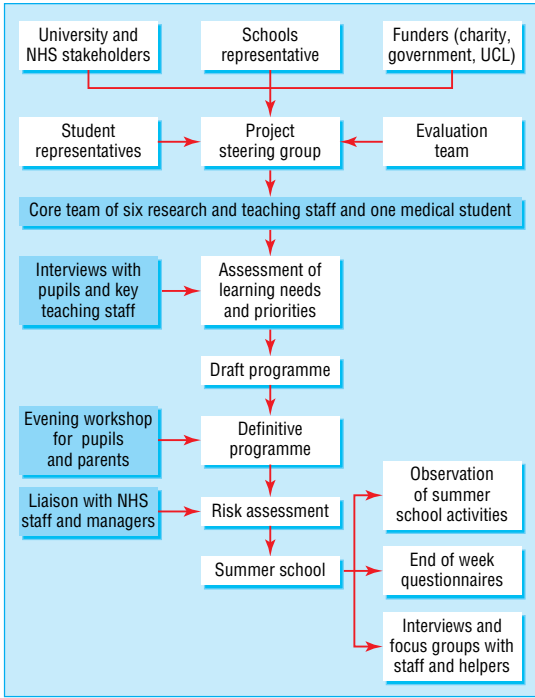 University and
NHS stakeholders
Schools
representative
Funders (charity,
government, UCL)
Student
representatives
Project
steering group
Evaluation
team
Core team of six research and teaching staff and one medical student
Interviews with
pupils and key
teaching staff
Assessment of
learning needs
and priorities
Draft programme
Evening workshop
for pupils
and parents
Definitive
programme
Liaison with NHS
staff and managers
Risk assessment
Summer school
Observation
of summer
school activities
End of week
questionnaires
Interviews and
focus groups with
staff and helpers